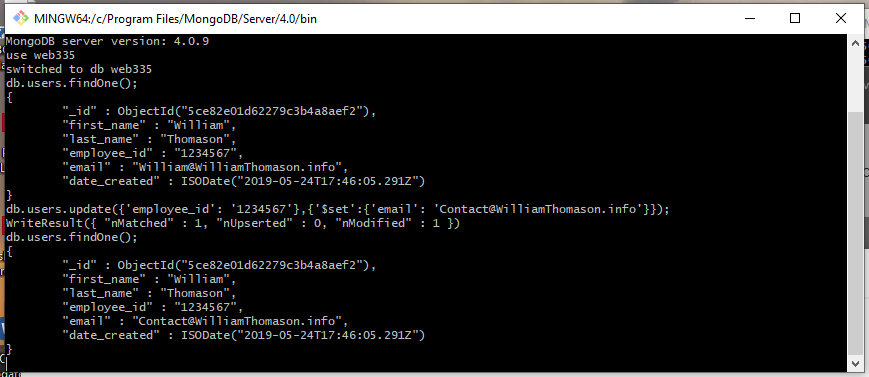 MINGW64:/c/Program Files/MongoDB/Server/4.0/bin
MongoDB server version: 4.0.9
use web335
switched to db web335
db.users.findOne();
{
"_id" : ObjectId("5ce82e01d62279c3b4a8aef2"),
"first_name" : "William",
"last_name" : "Thomason",
"employee_id" : "1234567",
"email" : "William@WilliamThomason.info",
"date_created" : ISODate("2019-05-24T17:46:05.291Z")
}
db.users.update({'employee_id': '1234567'},{'$set':{'email': 'Contact@WilliamThomason.info'}});
WriteResult({ "nMatched" : 1, "nUpserted" : 0, "nModified" : 1 })
db.users.findOne();
{
"_id" : ObjectId("5ce82e01d62279c3b4a8aef2"),
"first_name" : "William",
"last_name" : "Thomason",
"employee_id" : "1234567",
"email" : "Contact@WilliamThomason.info",
"date_created" : ISODate("2019-05-24T17:46:05.291Z")
}